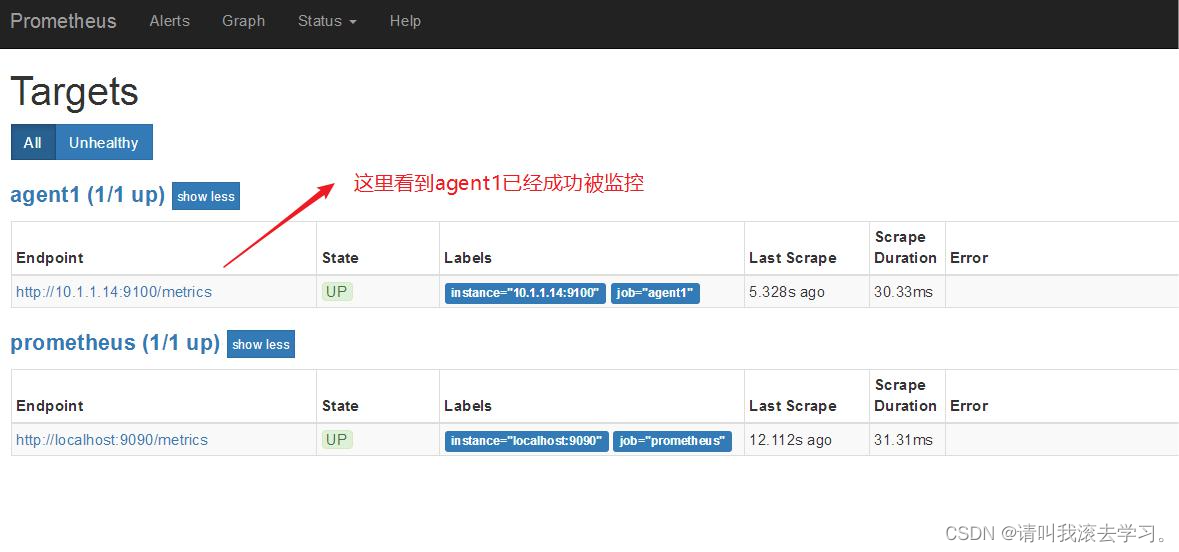 Prometheus Alerts Graph Status Help
Targets
All Unhealthy
agent1 (1/1 up) show less
这里看到agent1已经成功被监控
Endpoint State Labels Last Scrape Scrape Duration Error
http://10.1.1.14:9100/metrics UP instance="10.1.1.14:9100" job="agent1" 5.328s ago 30.33ms
prometheus (1/1 up) show less
Endpoint State Labels Last Scrape Scrape Duration Error
http://localhost:9090/metrics UP instance="localhost:9090" job="prometheus" 12.112s ago 31.31ms
CSDN @请叫我滚去学习。